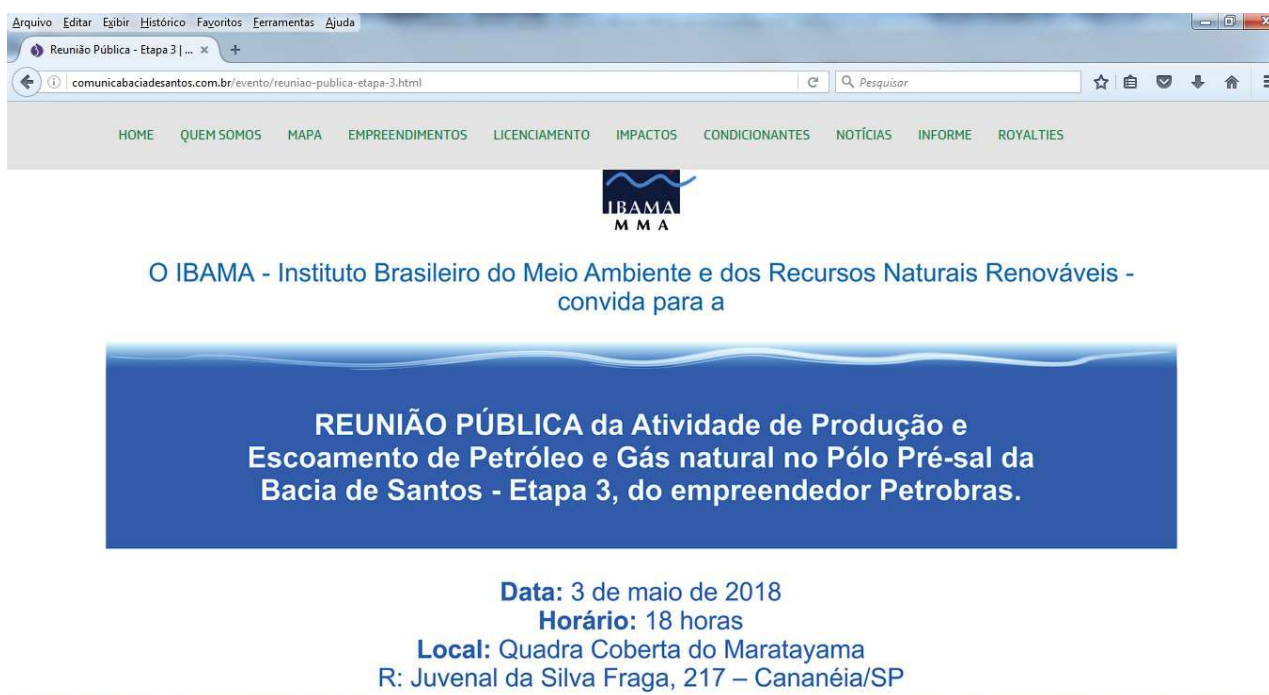 Arquivo Editar Exibir Histórico Favoritos Ferramentas Ajuda
Reunião Pública - Etapa 3 | ... × +
comunicabaciadesantos.com.br/evento/reuniao-publica-etapa-3.html
Pesquisar
HOME QUEM SOMOS MAPA EMPREENDIMENTOS LICENCIAMENTO IMPACTOS CONDICIONANTES NOTÍCIAS INFORME ROYALTIES
IBAMA
M M A
O IBAMA - Instituto Brasileiro do Meio Ambiente e dos Recursos Naturais Renováveis -
convida para a
REUNIÃO PÚBLICA da Atividade de Produção e
Escoamento de Petróleo e Gás natural no Pólo Pré-sal da
Bacia de Santos - Etapa 3, do empreendedor Petrobras.
Data: 3 de maio de 2018
Horário: 18 horas
Local: Quadra Coberta do Maratayama
R: Juvenal da Silva Fraga, 217 – Cananéia/SP